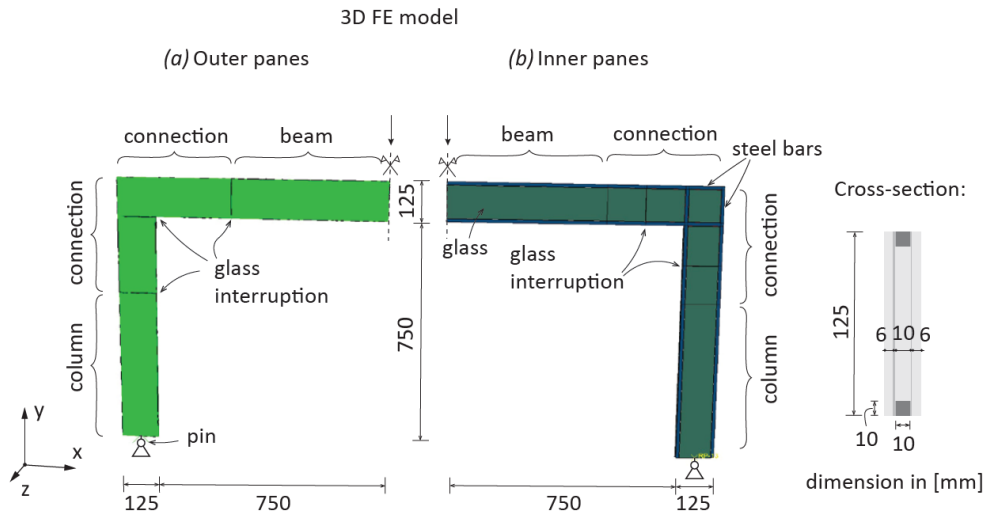 3D FE model
(a) Outer panes
(b) Inner panes
connection
beam
beam
connection
steel bars
connection
column
glass
interruption
pin
125
750
glass
glass
interruption
connection
column
y
x
z
125
750
750
125
Cross-section:
125
6 10 6
10
10
dimension in [mm]